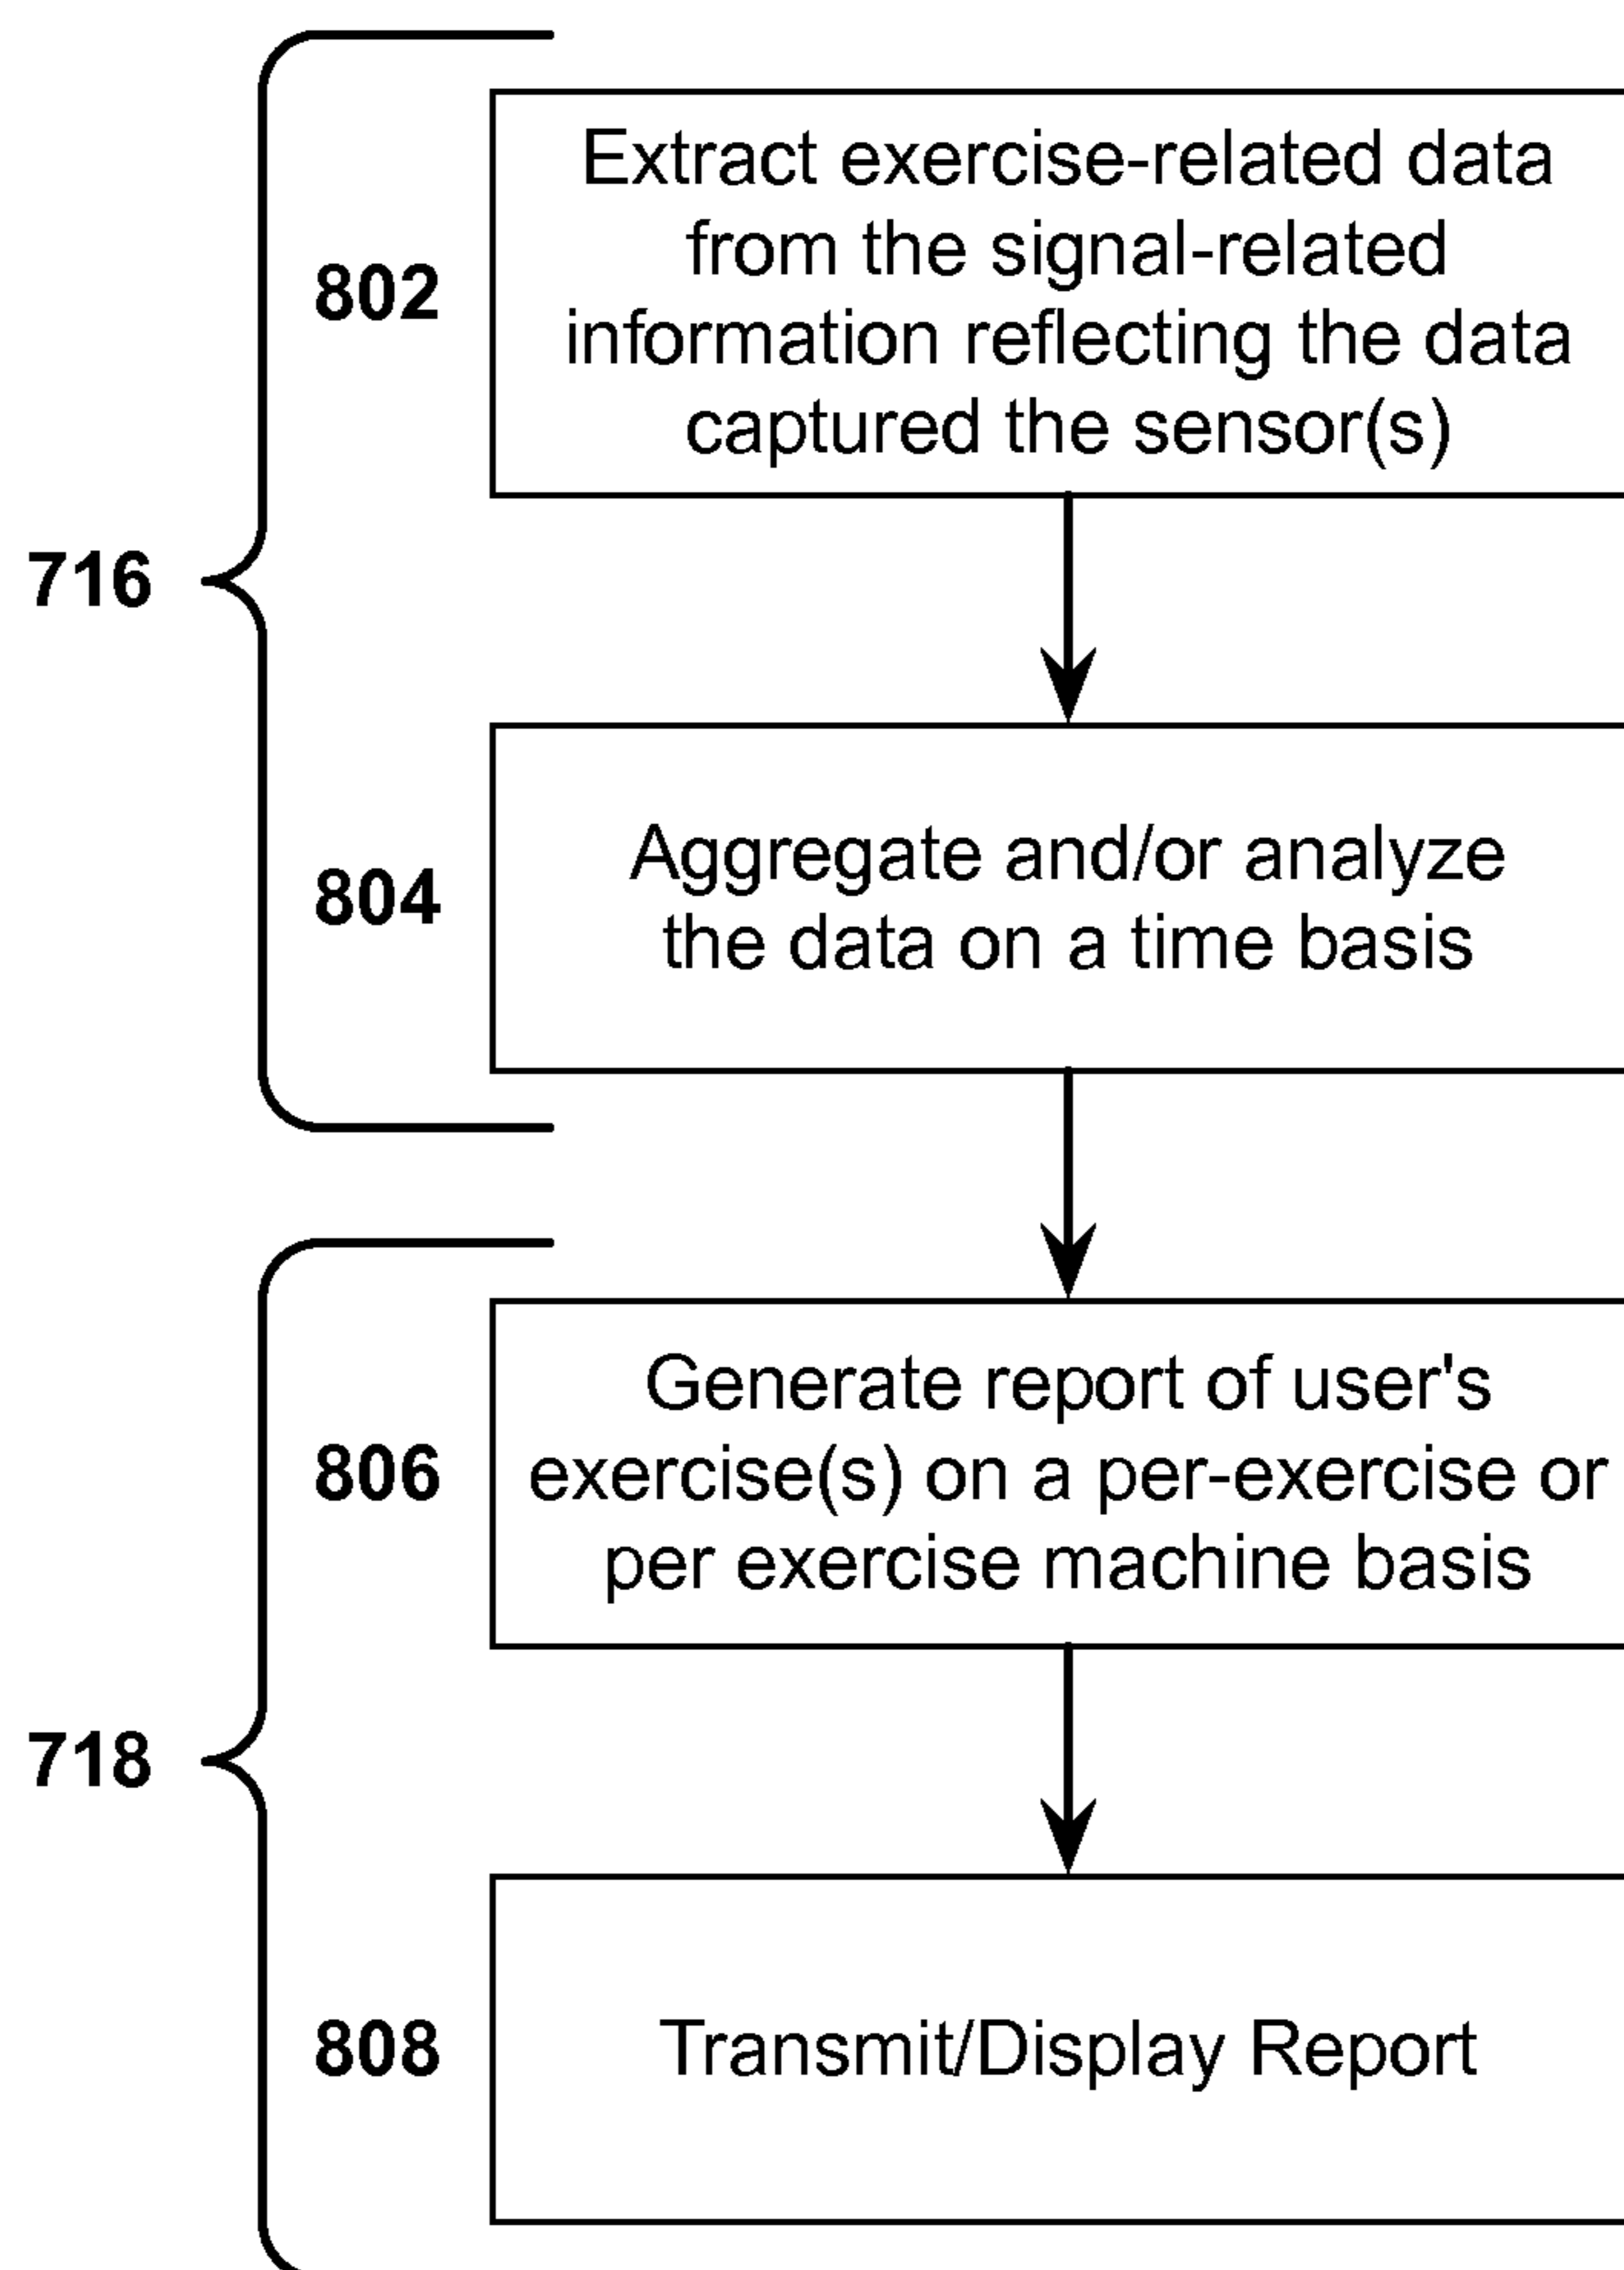 Extract exercise-related data
from the signal-related
802
information reflecting the data
captured the sensor(s)
716
Aggregate and/or analyze
804
the data on a time basis
Generate report of user's
806
exercise(s) on a per-exercise or
per exercise machine basis
718
808
Transmit/Display Report